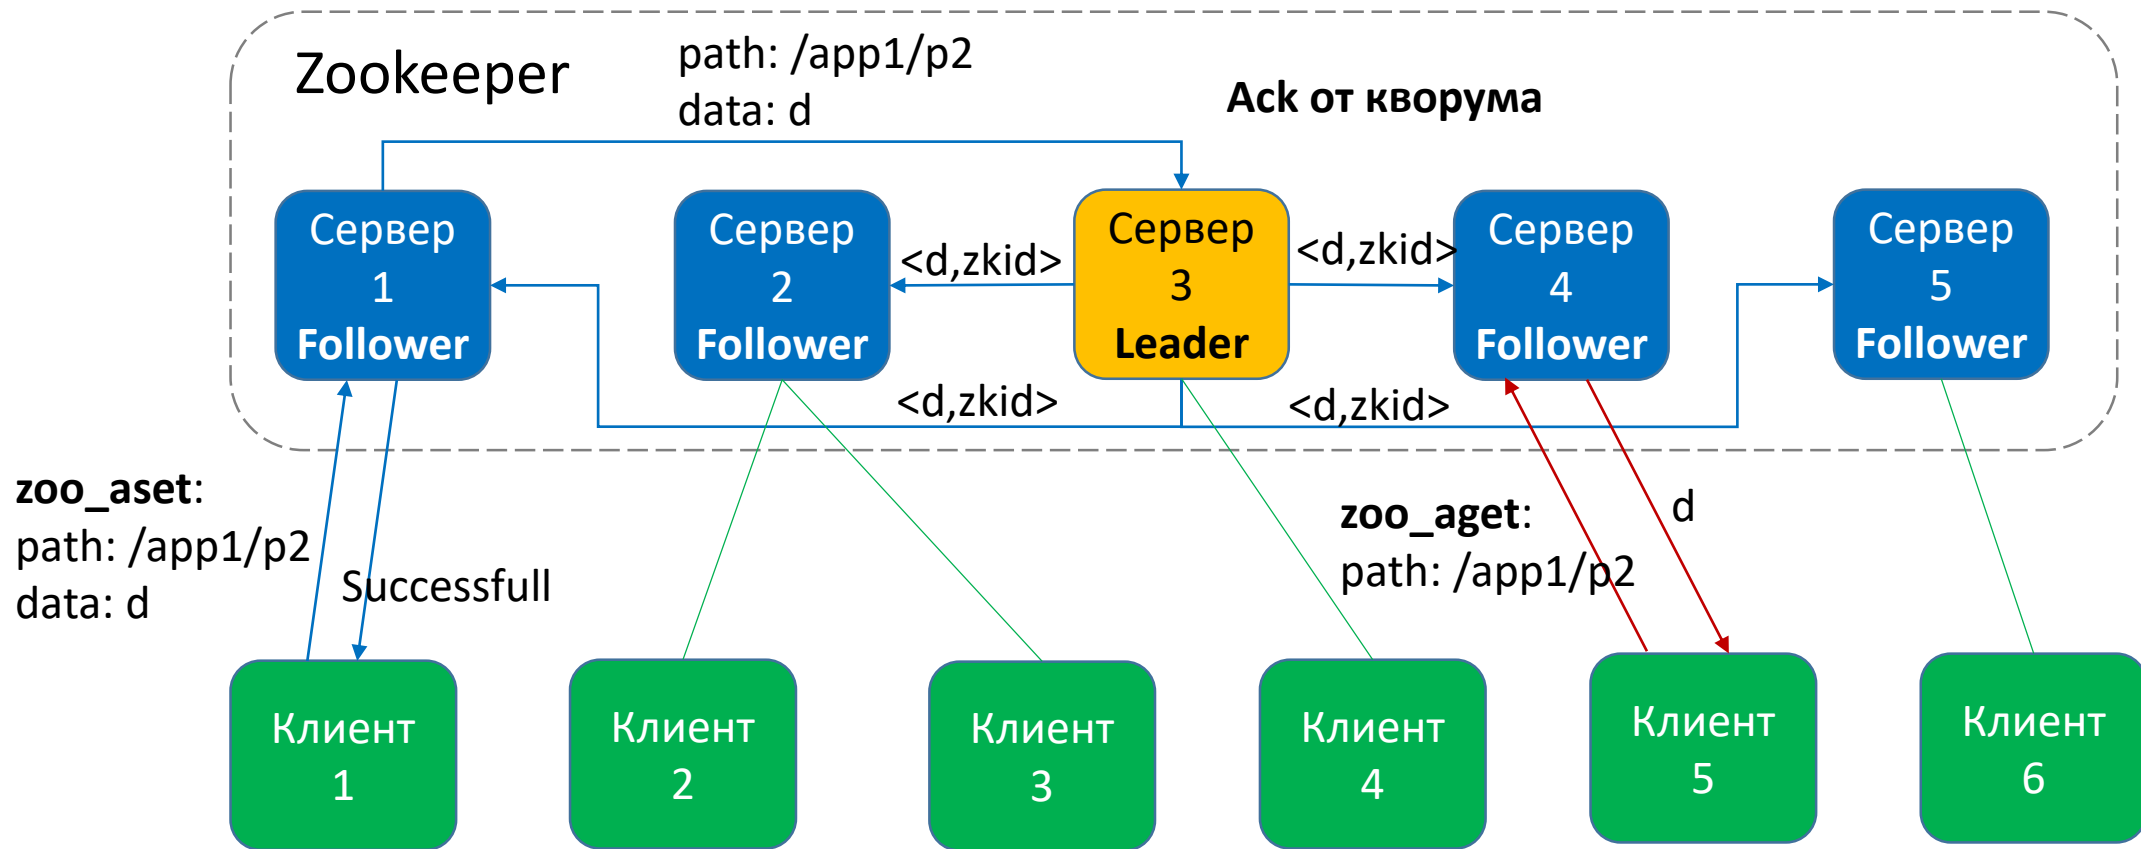 Zookeeper
path: /app1/p2
data: d
Ack от кворума
Сервер
1
Follower
Сервер
2
Follower
<d,zkid>
Сервер
3
Leader
<d,zkid>
Сервер
4
Follower
Сервер
5
Follower
<d,zkid>
<d,zkid>
zoo_aset:
path: /app1/p2
data: d
Successfull
zoo_aget:
path: /app1/p2
d
Клиент
1
Клиент
2
Клиент
3
Клиент
4
Клиент
5
Клиент
6